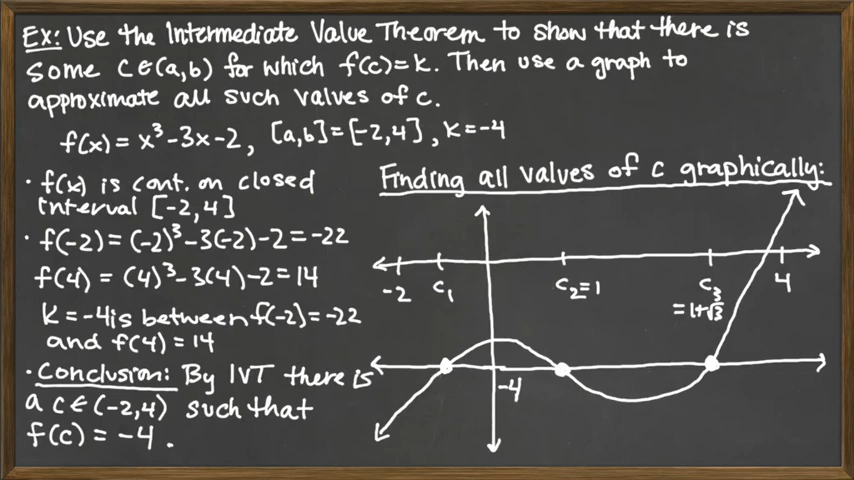 Ex: Use the Intermediate Value Theorem to show that there is
some c∈(a,b) for which f(c)=k. Then use a graph to
approximate all such values of c.
f(x)=x³-3x-2, [a,b]=[-2,4], k=-4
· f(x) is cont. on closed
interval [-2,4]
· f(-2)=(-2)³-3(-2)-2=-22
f(4)=(4)³-3(4)-2=14
K=-4 is between f(-2)=-22
and f(4)=14
· Conclusion: By IVT there is
a c∈(-2,4) such that
f(c)=-4.
Finding all values of c graphically:
-2 c₁ c₂=1 c₃ 4
=1+√3
-4